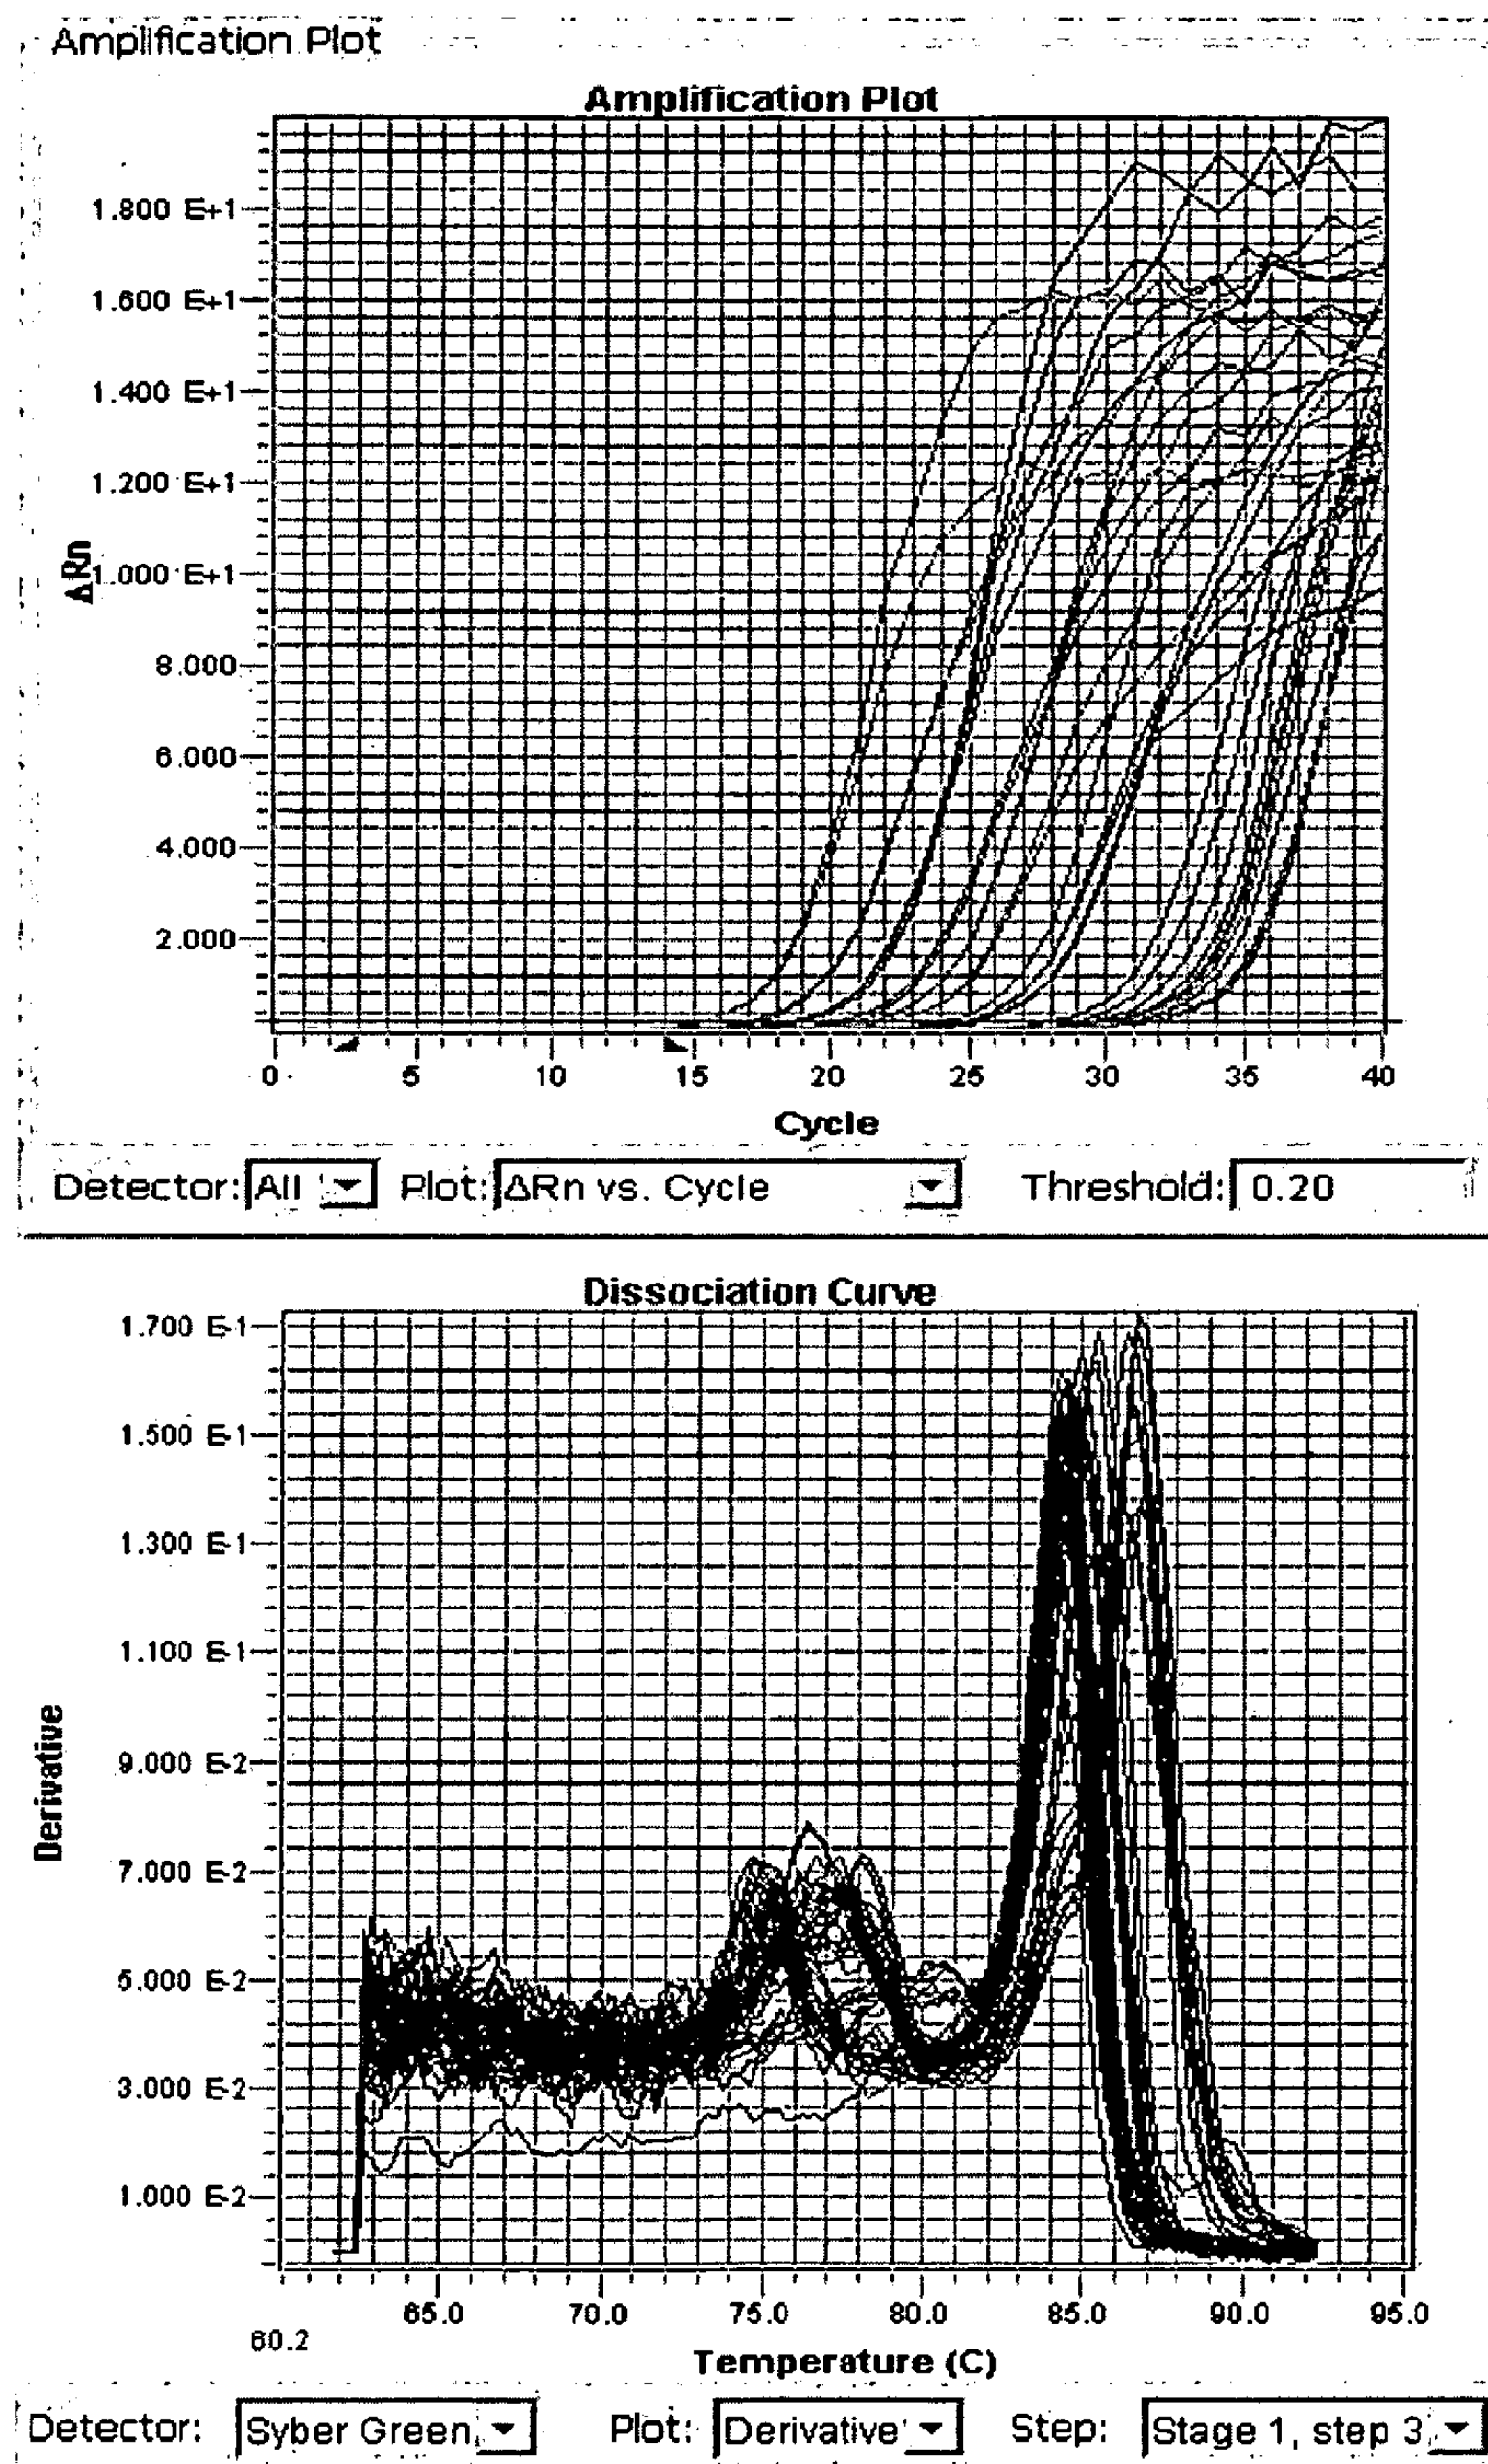 Amplification Plot
Amplification Plot
1.800 E+1
1.600 E+1
1.400 E+1
1.200 E+1
1.000 E+1
8.000
6.000
4.000
2.000
ΔRn
0 5 10 15 20 25 30 35 40
Cycle
Detector: All Plot: ΔRn vs. Cycle Threshold: 0.20
Dissociation Curve
1.700 E-1
1.500 E-1
1.300 E-1
1.100 E-1
9.000 E-2
7.000 E-2
5.000 E-2
3.000 E-2
1.000 E-2
Derivative
65.0 70.0 75.0 80.0 85.0 90.0 95.0
60.2
Temperature (C)
Detector: Syber Green Plot: Derivative Step: Stage 1, step 3